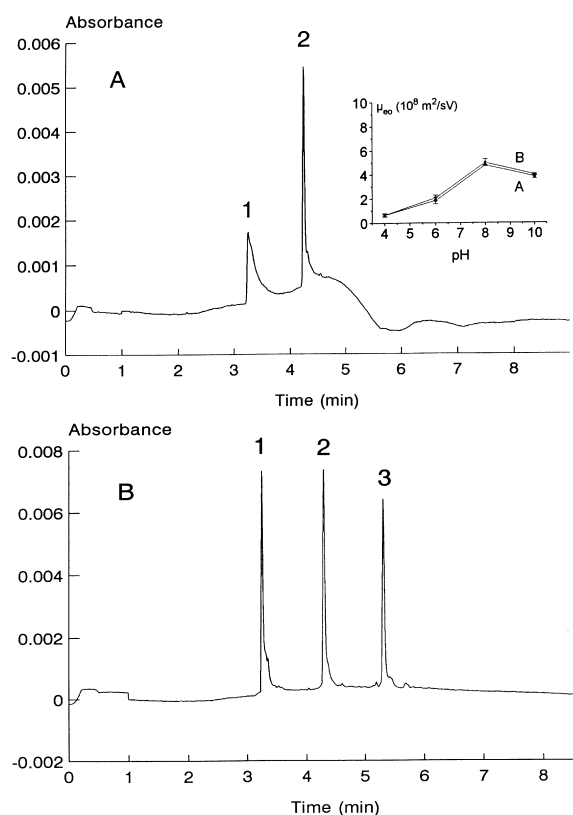 Absorbance
0.006
0.005
0.004
0.003
0.002
0.001
0
-0.001
A
1
2
0 1 2 3 4 5 6 7 8
Time (min)
μeo (10⁸ m²/sV)
10
8
6
4
2
0
B
A
4 5 6 7 8 9 10
pH
Absorbance
0.008
0.006
0.004
0.002
0
-0.002
B
1
2
3
0 1 2 3 4 5 6 7 8
Time (min)